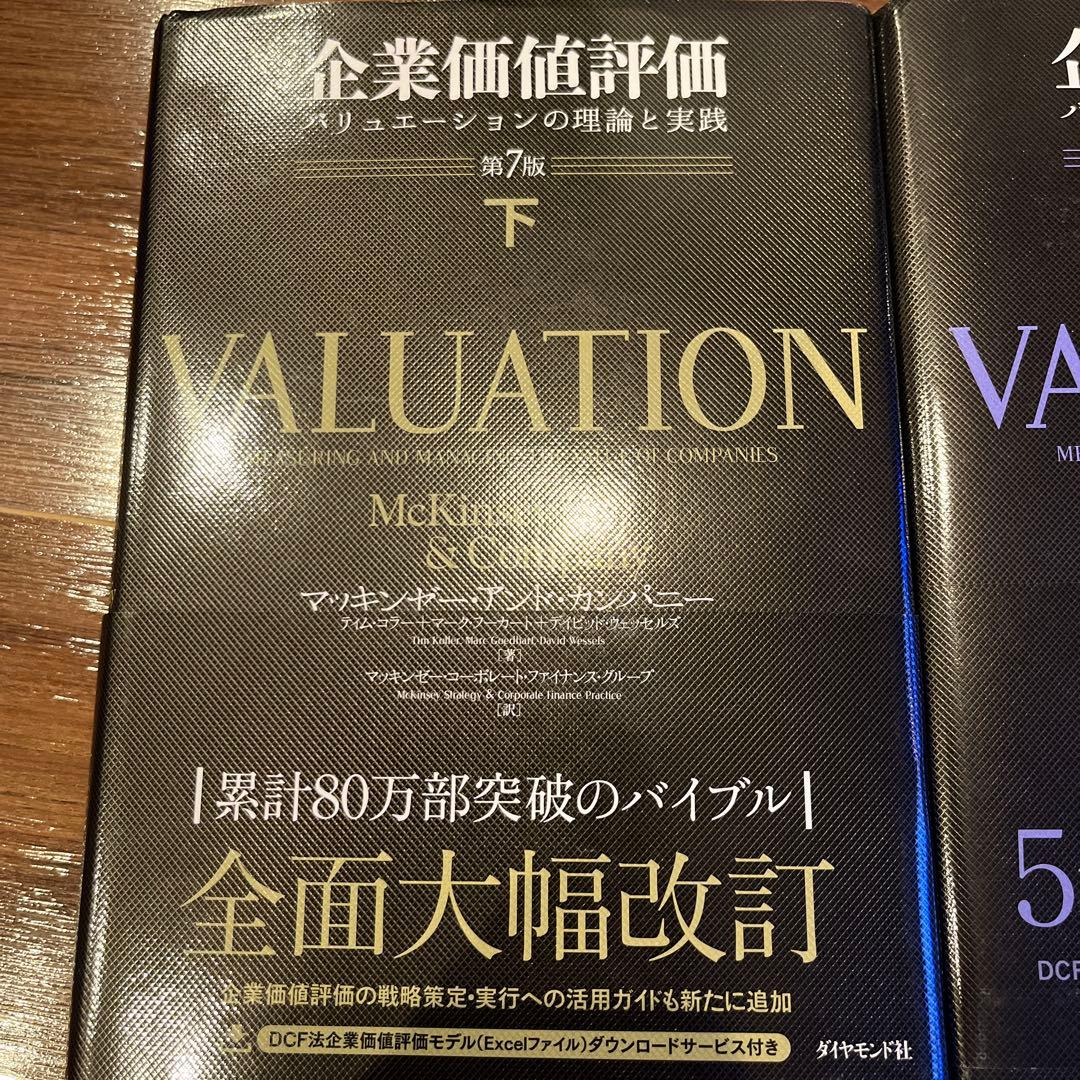 企業価値評価
バリュエーションの理論と実践
第7版
下
VALUATION
MEASURING AND MANAGING THE VALUE OF COMPANIES
McKinsey
& Company
マッキンゼー・アンド・カンパニー
ティム・コラー+マーク・フーカート+デイビッド・ウェッセルズ
Tim Koller, Marc Goedhart, David Wessels
[著]
マッキンゼー・コーポレート・ファイナンス・グループ
McKinsey Strategy & Corporate Finance Practice
[訳]
累計80万部突破のバイブル
全面大幅改訂
企業価値評価の戦略策定・実行への活用ガイドも新たに追加
DCF法企業価値評価モデル(Excelファイル)ダウンロードサービス付き
ダイヤモンド社
企
バ
VA
ME
5
DCF